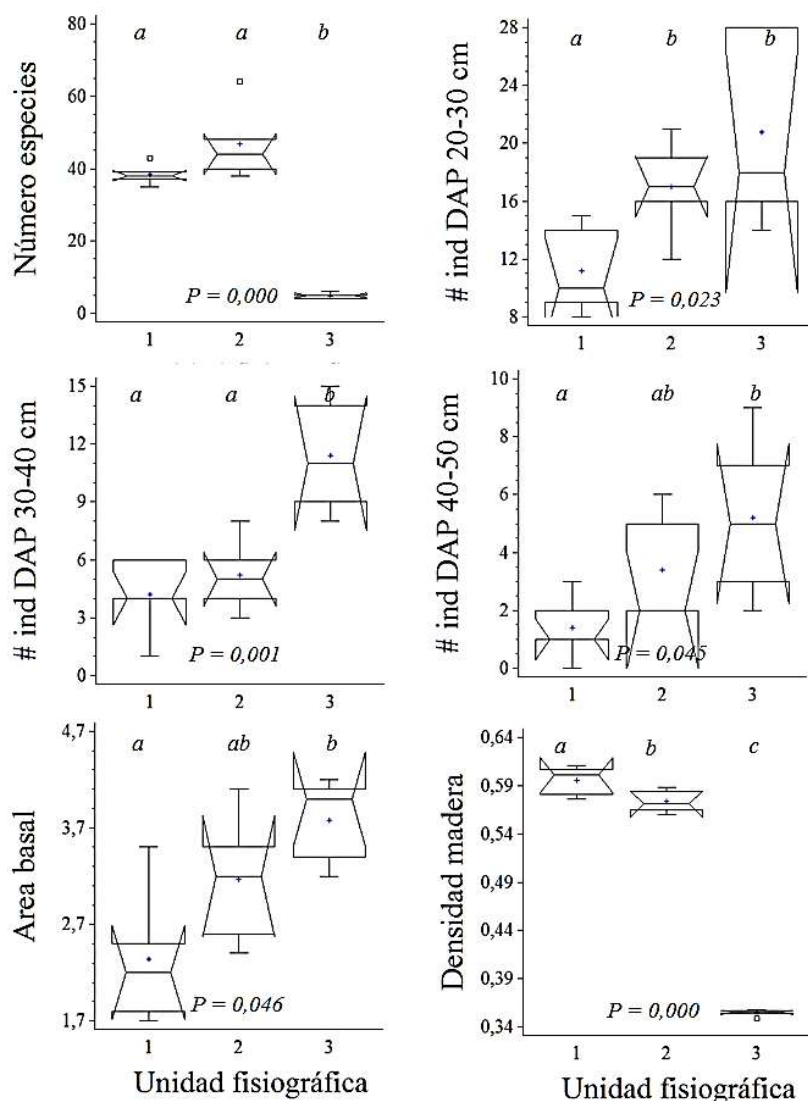 Número especies
80
60
40
20
0
a a b
P = 0,000
1 2 3
# ind DAP 20-30 cm
28
24
20
16
12
8
a b b
P = 0,023
1 2 3
# ind DAP 30-40 cm
15
12
9
6
3
0
a a b
P = 0,001
1 2 3
# ind DAP 40-50 cm
10
8
6
4
2
0
a ab b
P = 0,045
1 2 3
Area basal
4,7
3,7
2,7
1,7
a ab b
P = 0,046
1 2 3
Unidad fisiográfica
Densidad madera
0,64
0,59
0,54
0,49
0,44
0,39
0,34
a b c
P = 0,000
1 2 3
Unidad fisiográfica